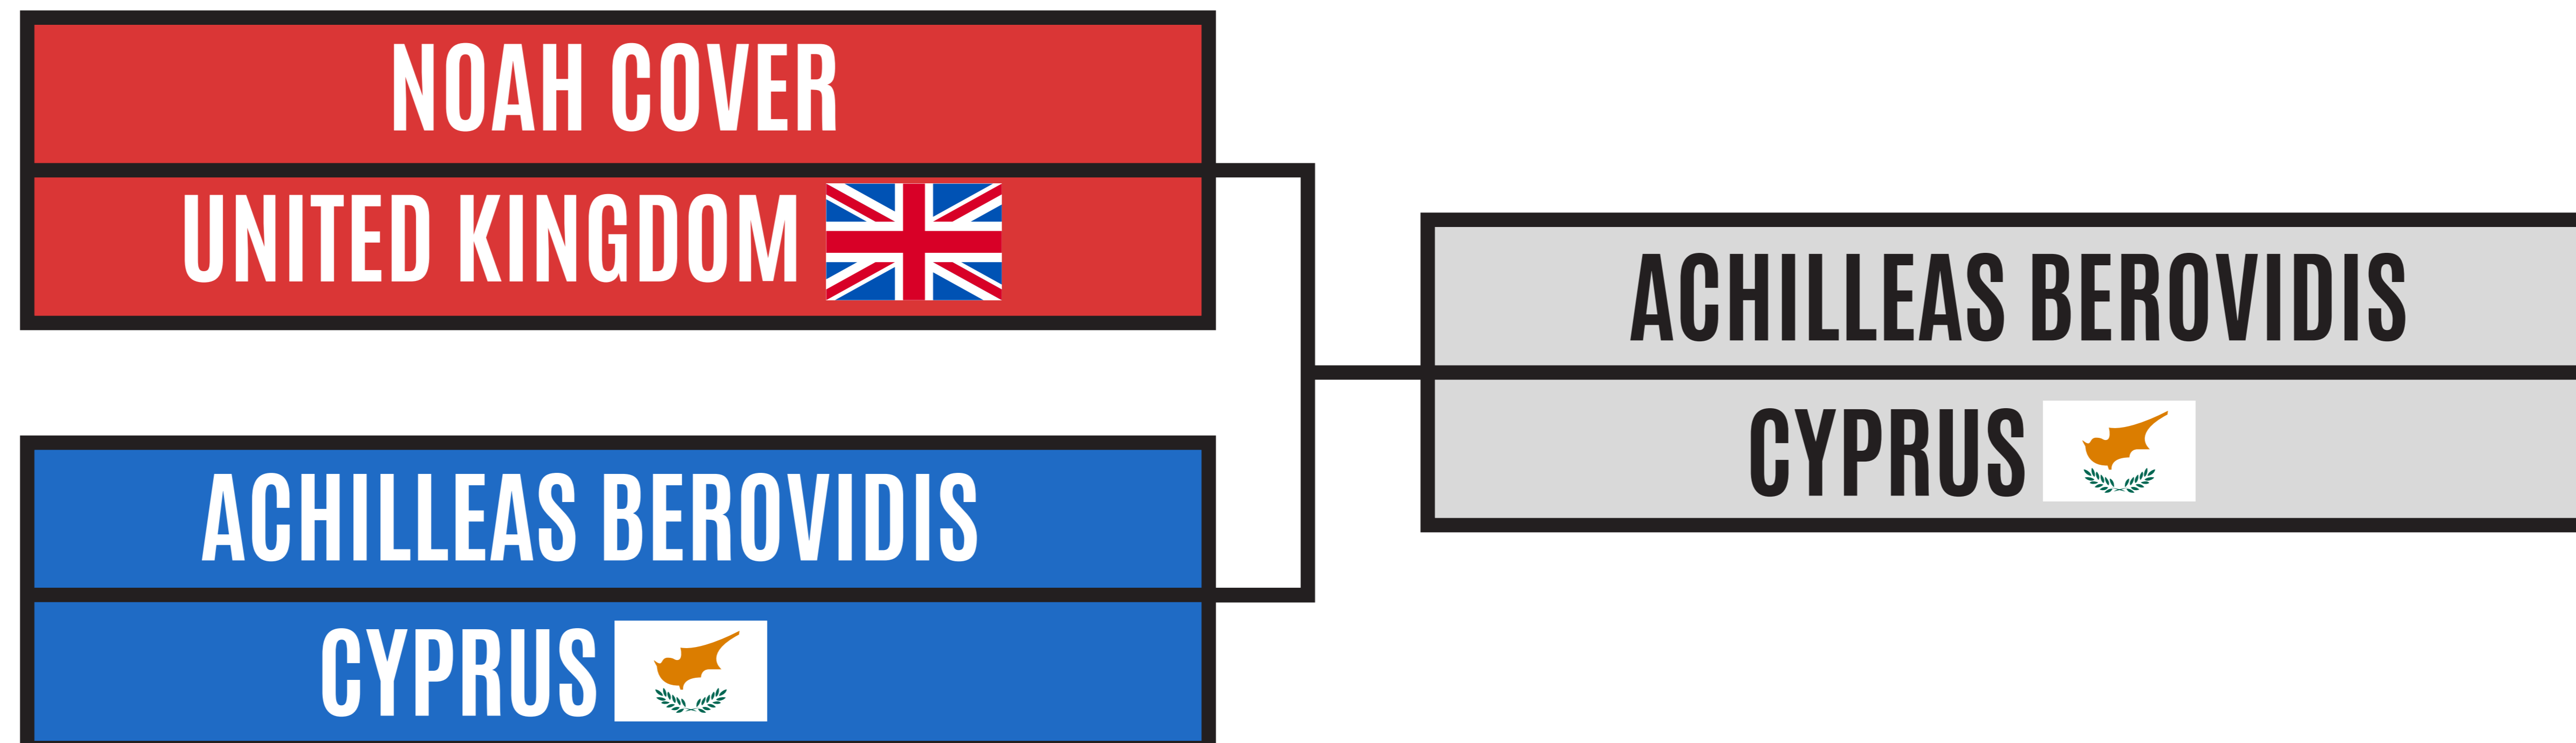 NOAH COVER
UNITED KINGDOM
ACHILLEAS BEROVIDIS
CYPRUS
ACHILLEAS BEROVIDIS
CYPRUS